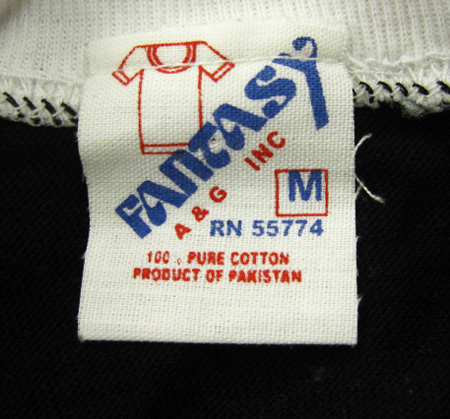 FANTASY
A & G INC
M
RN 55774
100% PURE COTTON
PRODUCT OF PAKISTAN